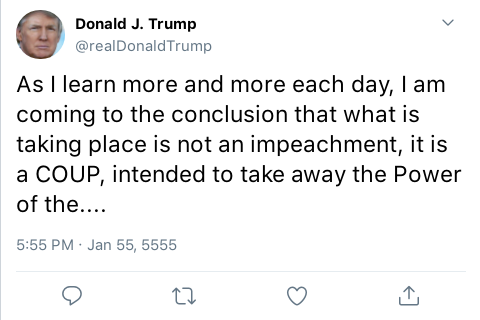 Donald J. Trump
@realDonaldTrump
As I learn more and more each day, I am
coming to the conclusion that what is
taking place is not an impeachment, it is
a COUP, intended to take away the Power
of the....
5:55 PM · Jan 55, 5555